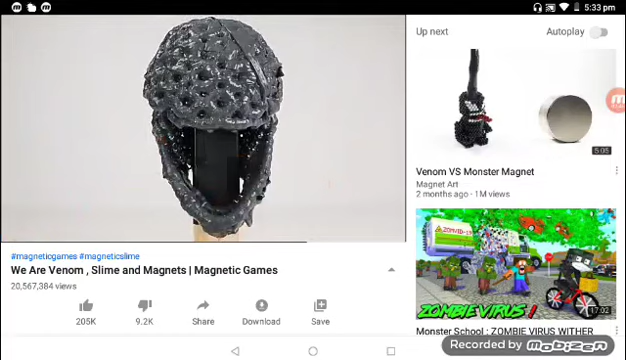 5:33 pm
Up next
Autoplay
5:05
Venom VS Monster Magnet
Magnet Art
2 months ago · 1M views
ZOMBIE VIRUS!
17:02
Monster School : ZOMBIE VIRUS WITHER
#magneticgames #magneticslime
We Are Venom , Slime and Magnets | Magnetic Games
20,567,384 views
205K
9.2K
Share
Download
Save
Recorded by
MOBIZEN